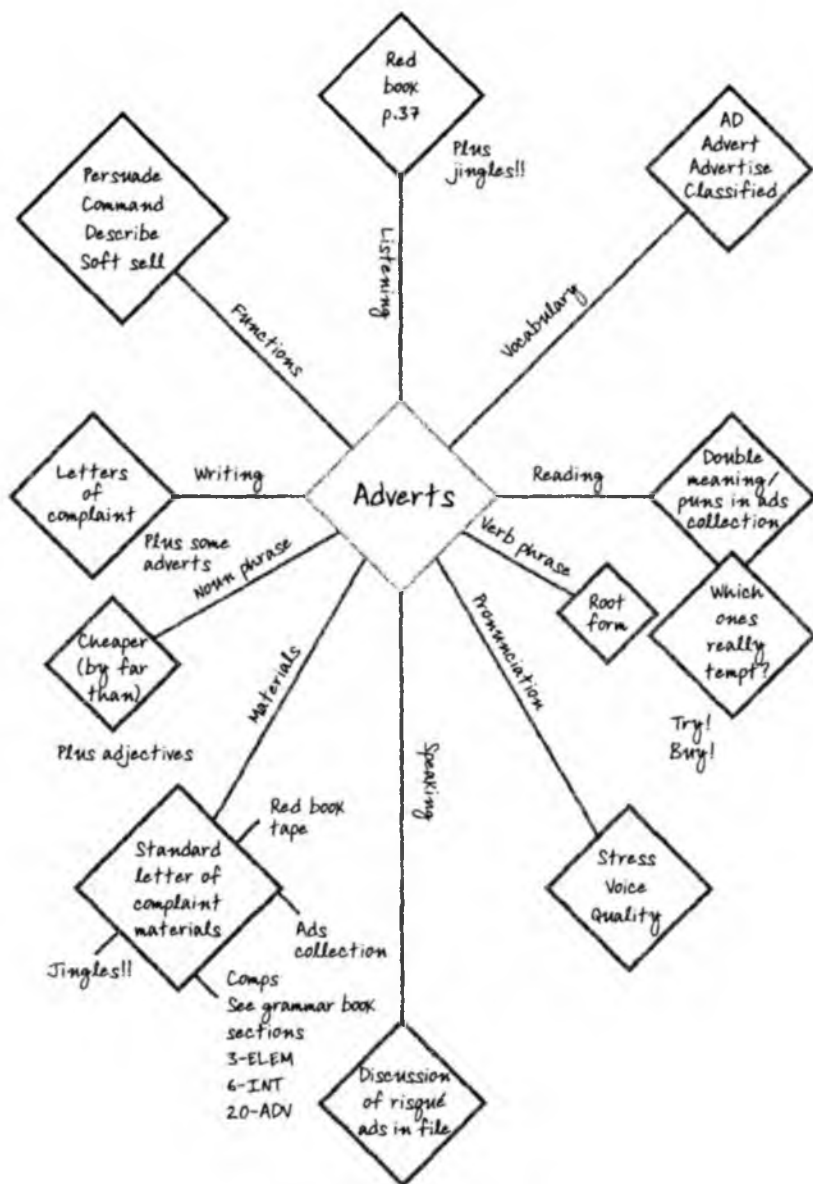 Red
boox
p.37
Plus
jingles!!
Listening
AD
Advert
Advertise
Classified
Vocabulary
Persuade
Command
Describe
Soft sell
Functions
Letters
of
complaint
Writing
Plus some
adverts
Adverts
Reading
Double
meaning/
puns in ads
collection
Which
ones
really
tempt?
Try!
Buy!
Verb phrase
Root
form
Noun phrase
Cheaper
(by far
than)
Plus adjectives
Materials
Standard
letter of
complaint
materials
Red boox
tape
Ads
collection
Jingles!!
Comps
See grammar book
sections
3-ELEM
6-INT
20-ADV
Speaking
Discussion
of risqué
ads in file
Pronunciation
Stress
Voice
Quality